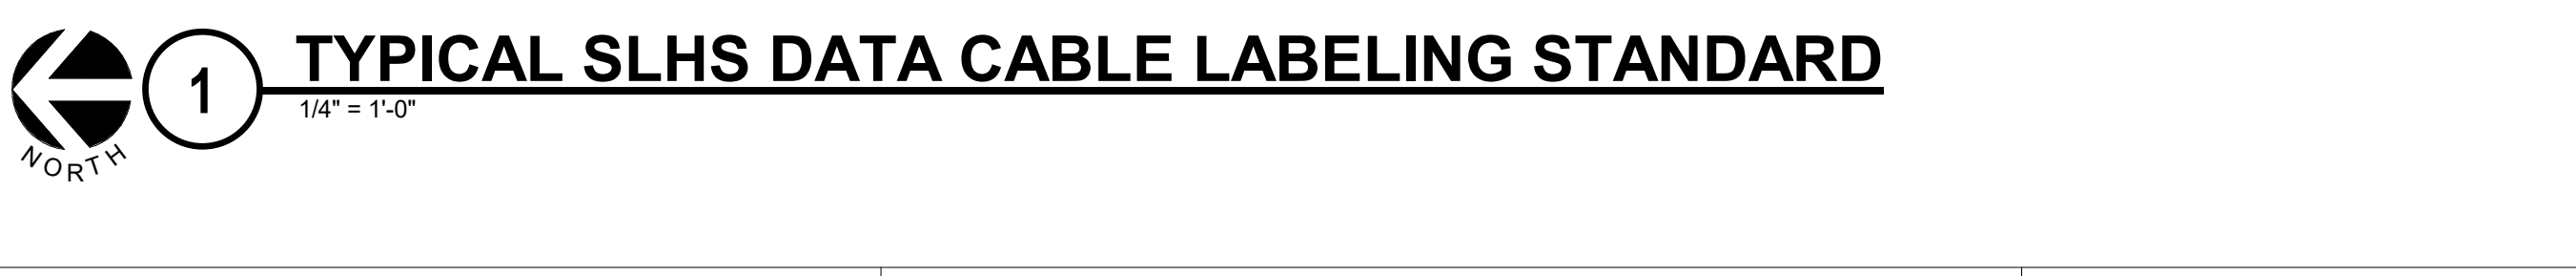 1
TYPICAL SLHS DATA CABLE LABELING STANDARD
1/4" = 1'-0"
NORTH